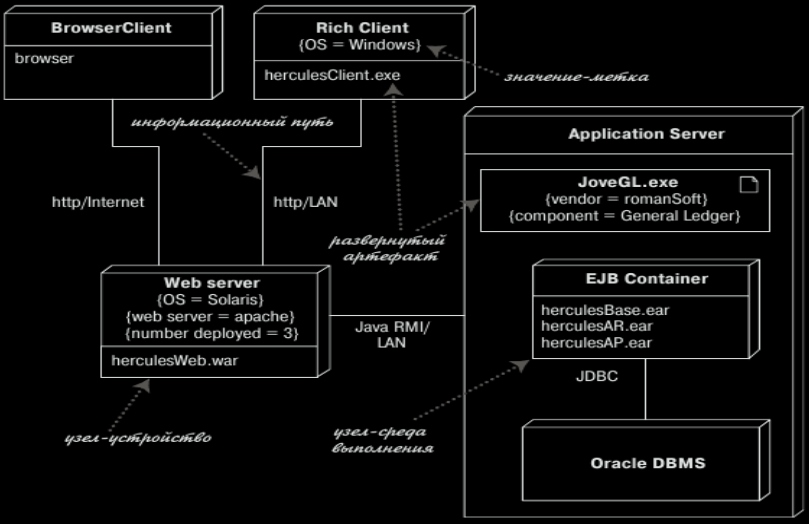 BrowserClient
browser
Rich Client
{OS = Windows}
herculesClient.exe
значение-метка
информационный путь
http/Internet
http/LAN
развернутый
артефакт
Application Server
JoveGL.exe
{vendor = romanSoft}
{component = General Ledger}
Web server
{OS = Solaris}
{web server = apache}
{number deployed = 3}
herculesWeb.war
Java RMI/
LAN
EJB Container
herculesBase.ear
herculesAR.ear
herculesAP.ear
JDBC
узел-устройство
узел-среда
выполнения
Oracle DBMS